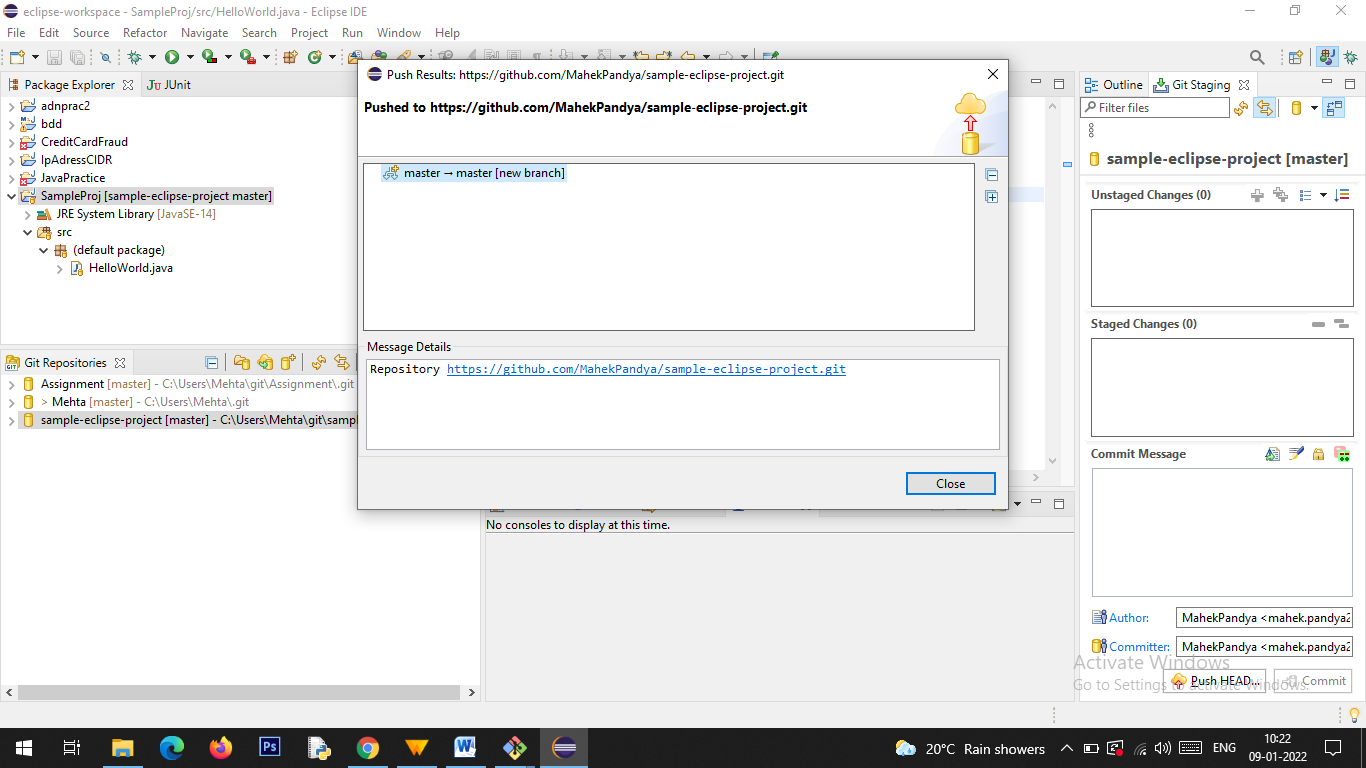 eclipse-workspace - SampleProj/src/HelloWorld.java - Eclipse IDE
File Edit Source Refactor Navigate Search Project Run Window Help
Package Explorer
JUnit
adnprac2
bdd
CreditCardFraud
IpAdressCIDR
JavaPractice
SampleProj [sample-eclipse-project master]
JRE System Library [JavaSE-14]
src
(default package)
HelloWorld.java
Git Repositories
Assignment [master] - C:\Users\Mehta\git\Assignment\.git
> Mehta [master] - C:\Users\Mehta\.git
sample-eclipse-project [master] - C:\Users\Mehta\git\sampl
Push Results: https://github.com/MahekPandya/sample-eclipse-project.git
Pushed to https://github.com/MahekPandya/sample-eclipse-project.git
master → master [new branch]
Message Details
Repository https://github.com/MahekPandya/sample-eclipse-project.git
Close
No consoles to display at this time.
Outline
Git Staging
Filter files
sample-eclipse-project [master]
Unstaged Changes (0)
Staged Changes (0)
Commit Message
Author: MahekPandya <mahek.pandya2
Committer: MahekPandya <mahek.pandya2
Activate Windows
Go to Settings to activate Windows.
Push HEAD...
Commit
Ps
W
20°C Rain showers
ENG
10:22
09-01-2022